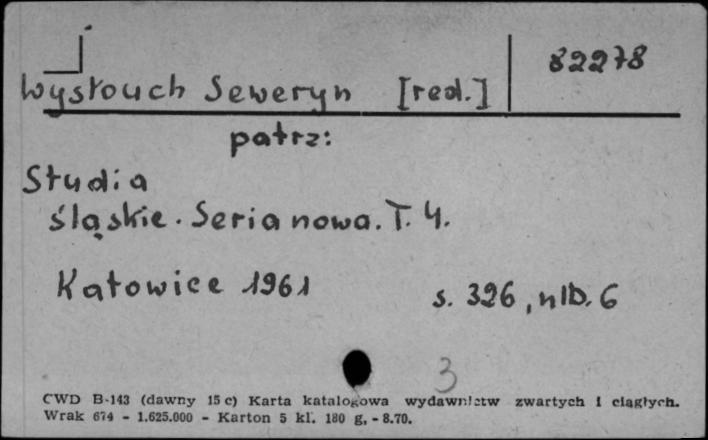 82278
Wysłouch Seweryn [red.]
patrz:
Studia
śląskie. Seria nowa. T. 4.
Katowice 1961
s. 326, nlb. 6
3
CWD B-143 (dawny 15 c) Karta katalogowa wydawnictw zwartych i ciągłych.
Wrak 674 - 1.625.000 - Karton 5 kl. 180 g. - 8.70.